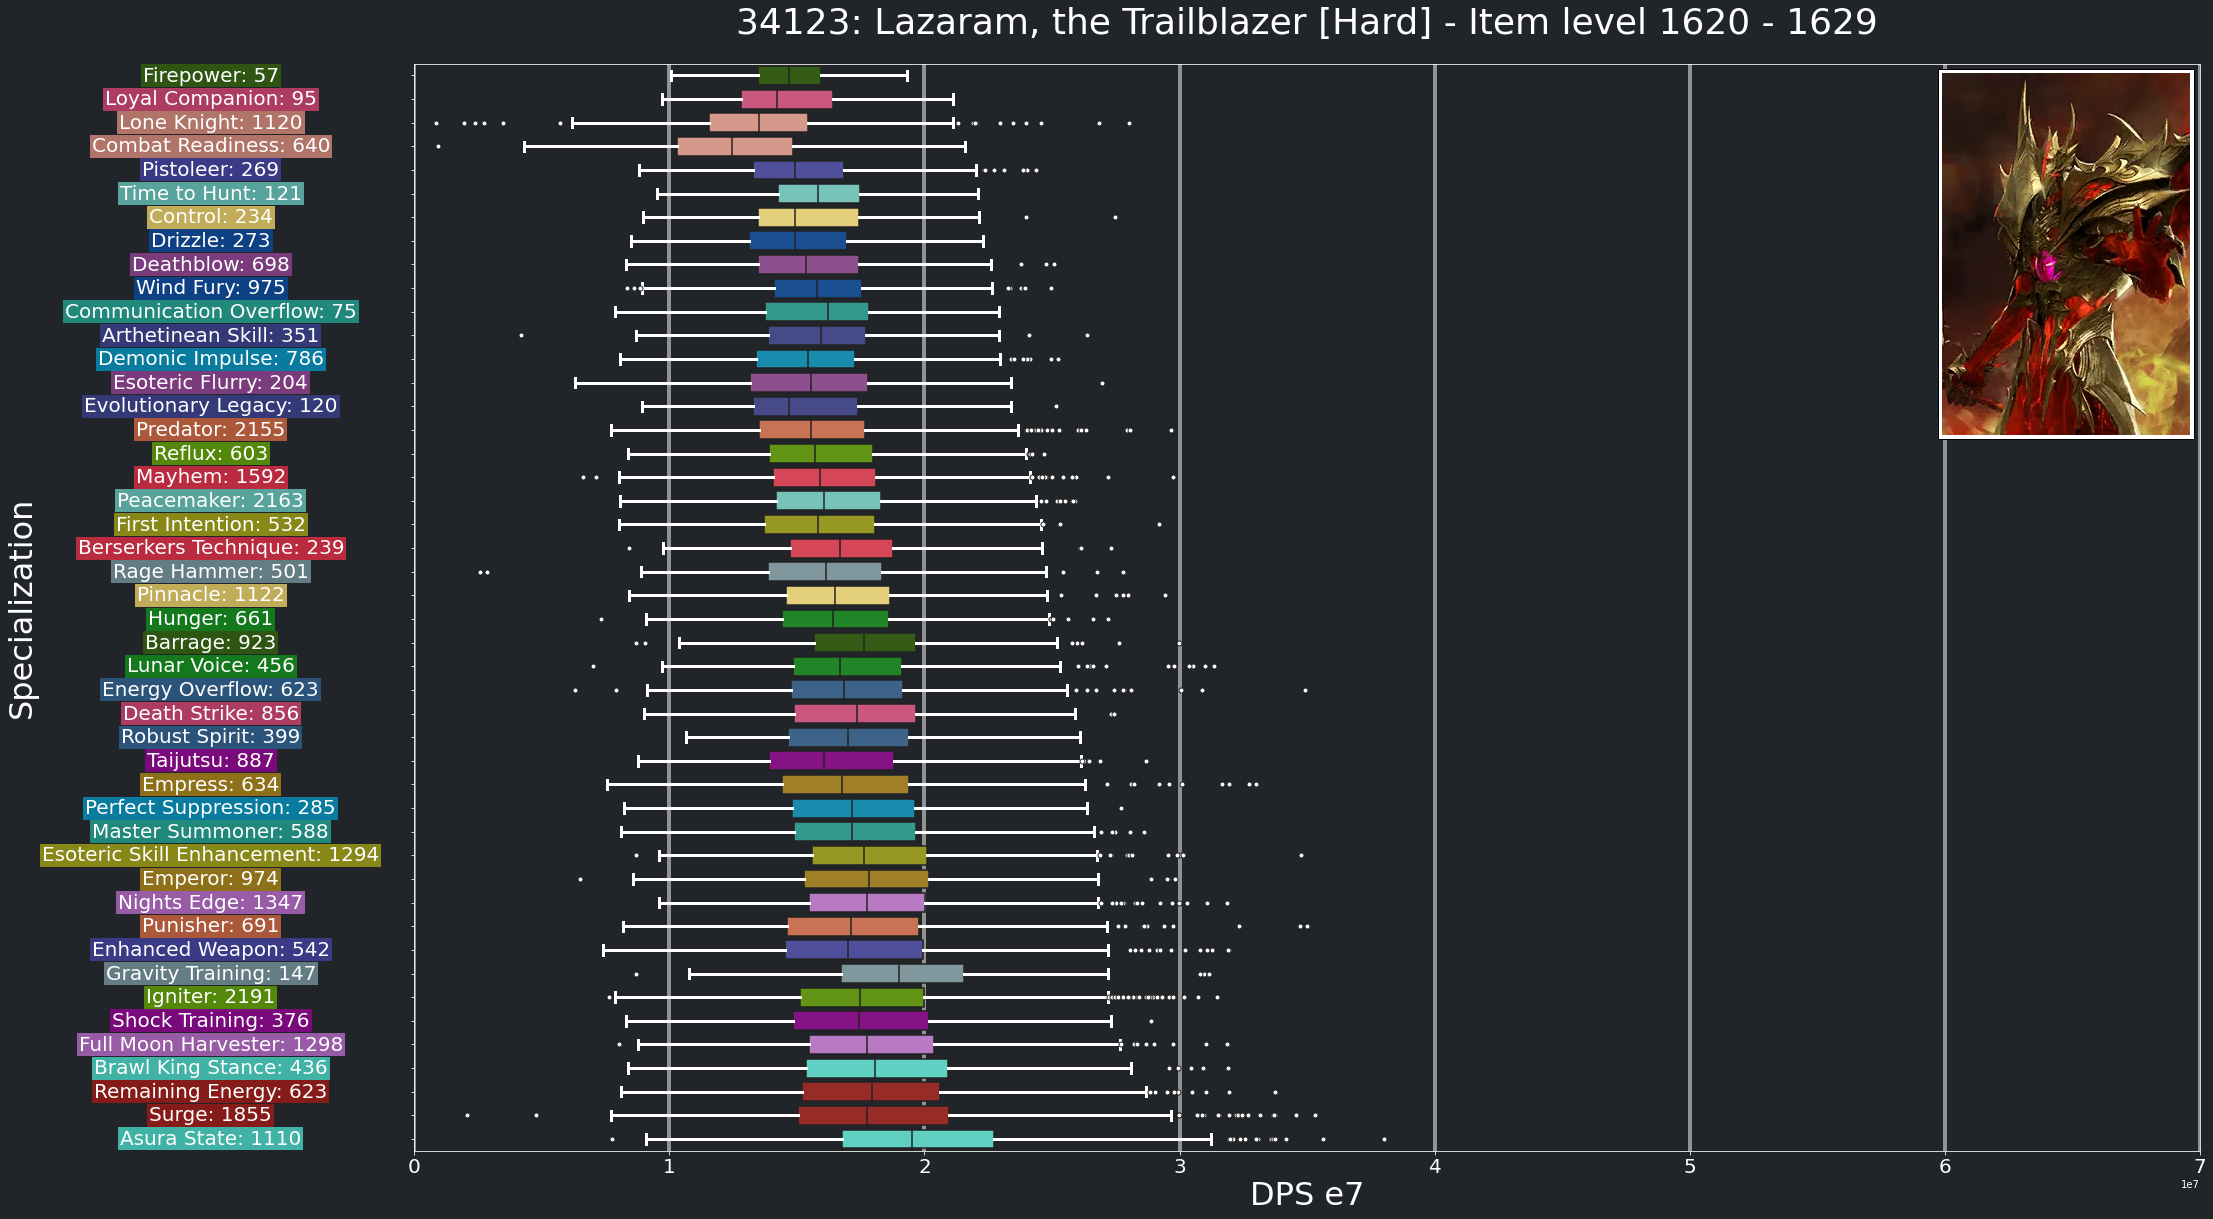 34123: Lazaram, the Trailblazer [Hard] - Item level 1620 - 1629
Specialization
Firepower: 57
Loyal Companion: 95
Lone Knight: 1120
Combat Readiness: 640
Pistoleer: 269
Time to Hunt: 121
Control: 234
Drizzle: 273
Deathblow: 698
Wind Fury: 975
Communication Overflow: 75
Arthetinean Skill: 351
Demonic Impulse: 786
Esoteric Flurry: 204
Evolutionary Legacy: 120
Predator: 2155
Reflux: 603
Mayhem: 1592
Peacemaker: 2163
First Intention: 532
Berserkers Technique: 239
Rage Hammer: 501
Pinnacle: 1122
Hunger: 661
Barrage: 923
Lunar Voice: 456
Energy Overflow: 623
Death Strike: 856
Robust Spirit: 399
Taijutsu: 887
Empress: 634
Perfect Suppression: 285
Master Summoner: 588
Esoteric Skill Enhancement: 1294
Emperor: 974
Nights Edge: 1347
Punisher: 691
Enhanced Weapon: 542
Gravity Training: 147
Igniter: 2191
Shock Training: 376
Full Moon Harvester: 1298
Brawl King Stance: 436
Remaining Energy: 623
Surge: 1855
Asura State: 1110
0 1 2 3 4 5 6 7
1e7
DPS e7